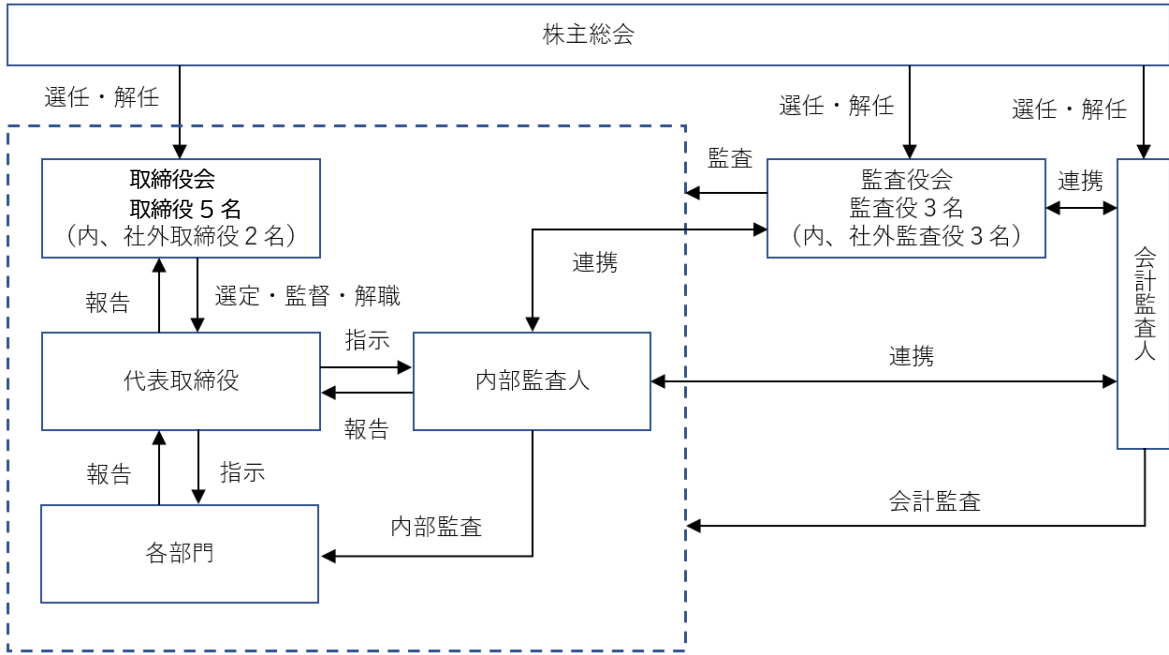 株主総会
選任・解任
選任・解任
選任・解任
取締役会
取締役5名
（内、社外取締役2名）
監査
監査役会
監査役3名
（内、社外監査役3名）
連携
会計監査人
連携
報告
選定・監督・解職
代表取締役
指示
報告
内部監査人
連携
報告
指示
各部門
内部監査
会計監査